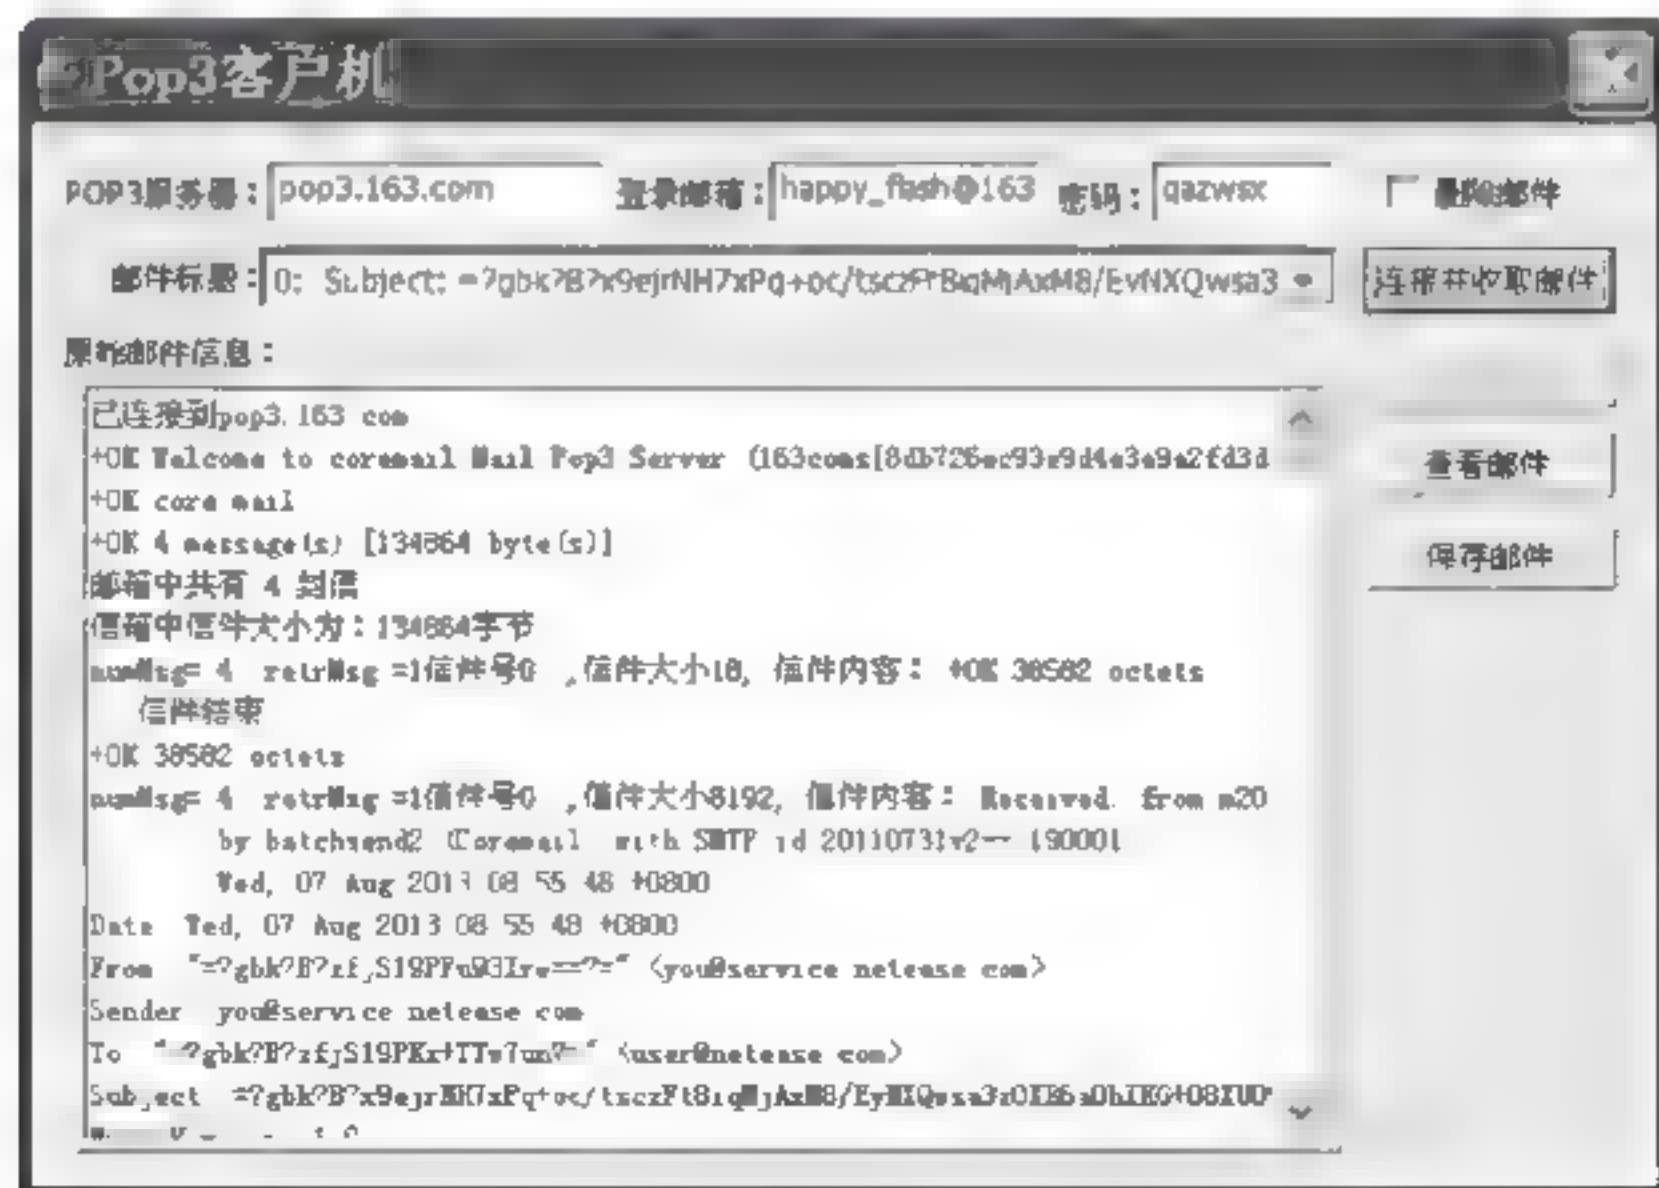 Pop3客户机
POP3服务器： pop3.163.com 登录邮箱： happy_flash@163 密码： qazwsx 删除邮件
邮件标题： 0: Subject: =?gbk?B? 连接并收取邮件
原始邮件信息：
已连接到pop3.163.com
+OK Welcome to coremail Mail Pop3 Server
查看邮件
+OK core mail
+OK 4 message(s) [134864 byte(s)]
保存邮件
邮箱中共有 4 封信
信箱中信件大小为：134864字节
numMsg= 4 retrMsg =1信件号0 ,信件大小18, 信件内容： +OK 38582 octets
信件结束
+OK 38582 octets
numMsg= 4 retrMsg =1信件号0 ,信件大小8192, 信件内容： Received: from m20
by batchsend2 (Coremail) with SMTP id
Wed, 07 Aug 2013 08:55:48 +0800
Date: Wed, 07 Aug 2013 08:55:48 +0800
From: <you@service.netease.com>
Sender: you@service.netease.com
To: <user@netease.com>
Subject: